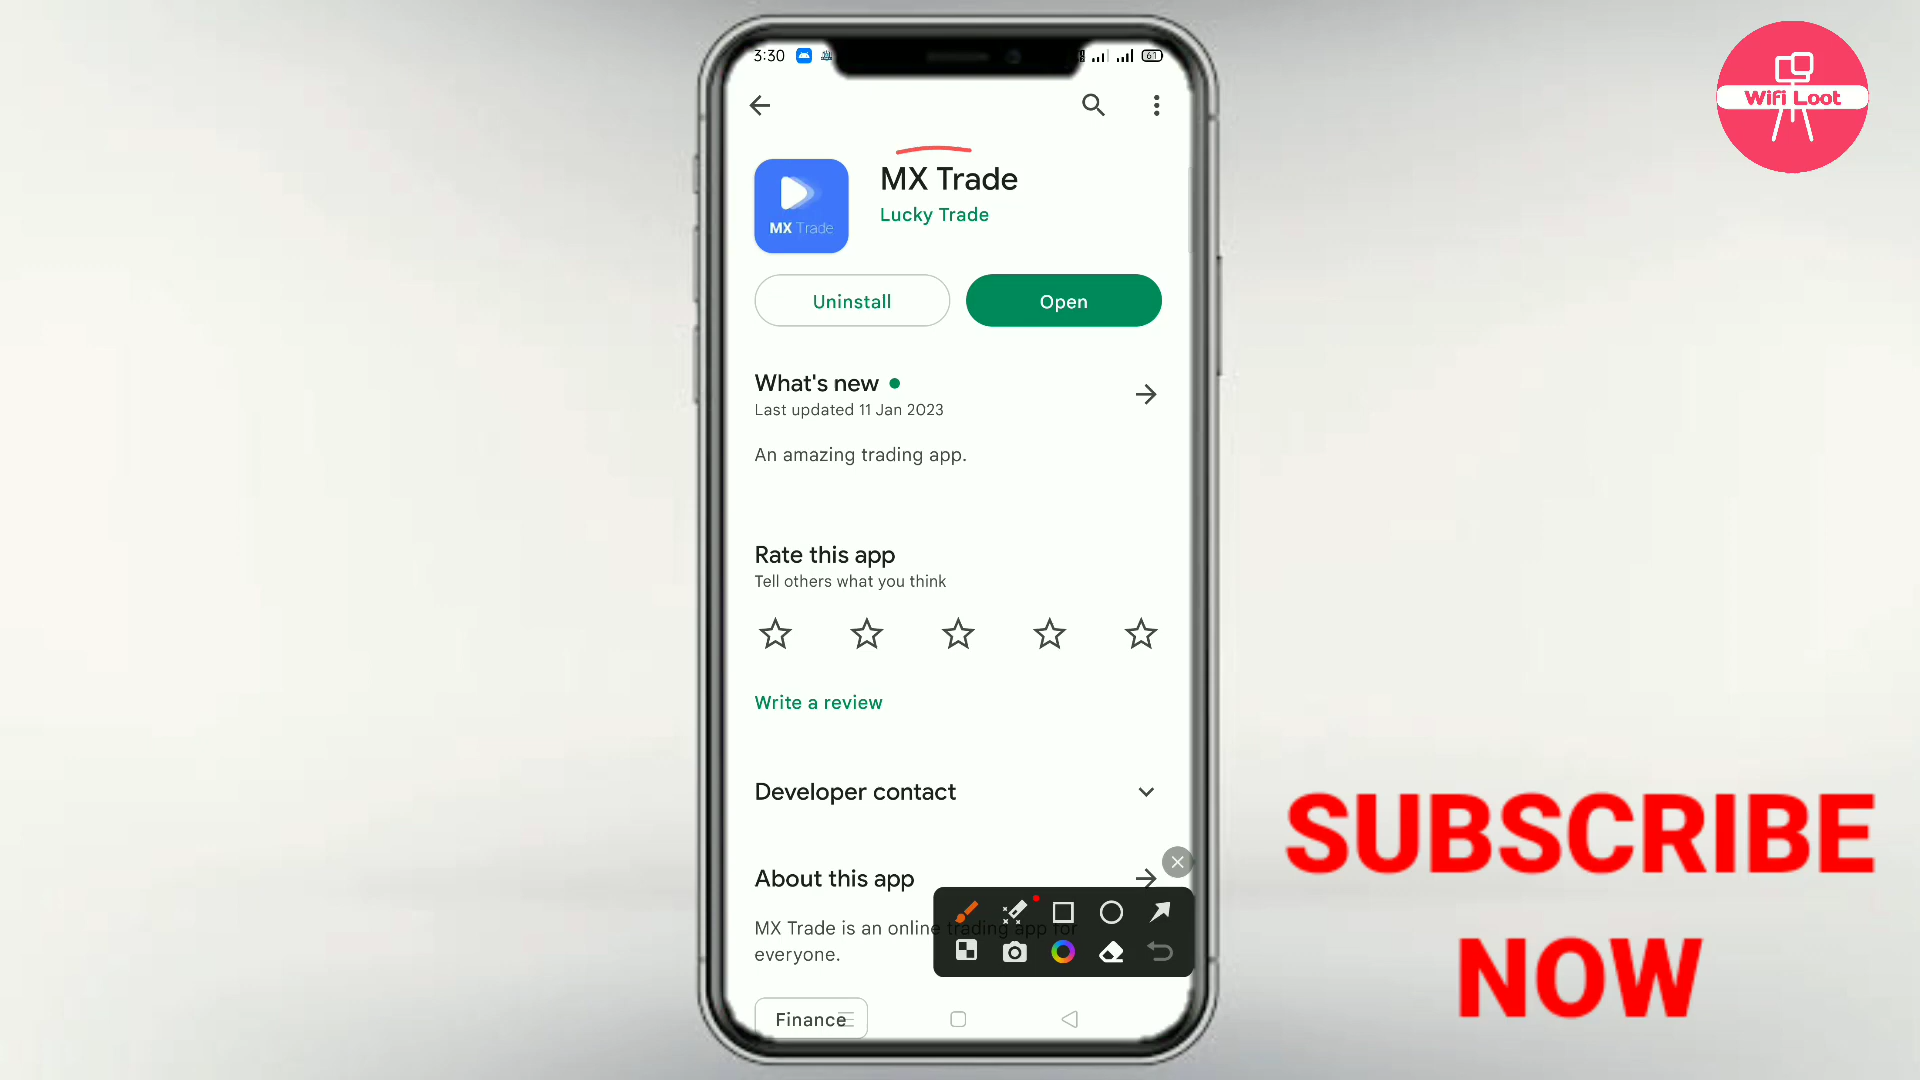 3:30
61
WiFi Loot
MX Trade
Lucky Trade
MX Trade
Uninstall
Open
What's new
Last updated 11 Jan 2023
An amazing trading app.
Rate this app
Tell others what you think
Write a review
Developer contact
About this app
MX Trade is an online trading app for
everyone.
Finance
SUBSCRIBE
NOW